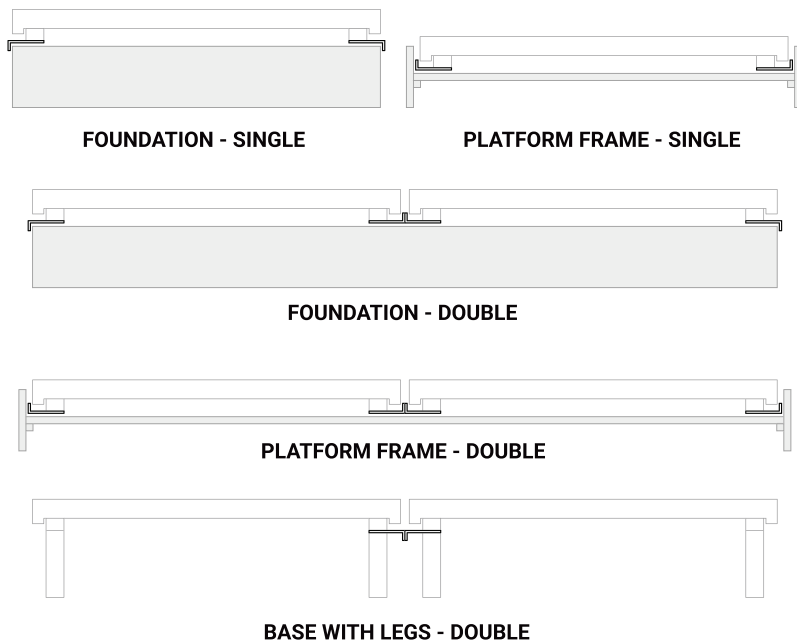 FOUNDATION - SINGLE
PLATFORM FRAME - SINGLE
FOUNDATION - DOUBLE
PLATFORM FRAME - DOUBLE
BASE WITH LEGS - DOUBLE